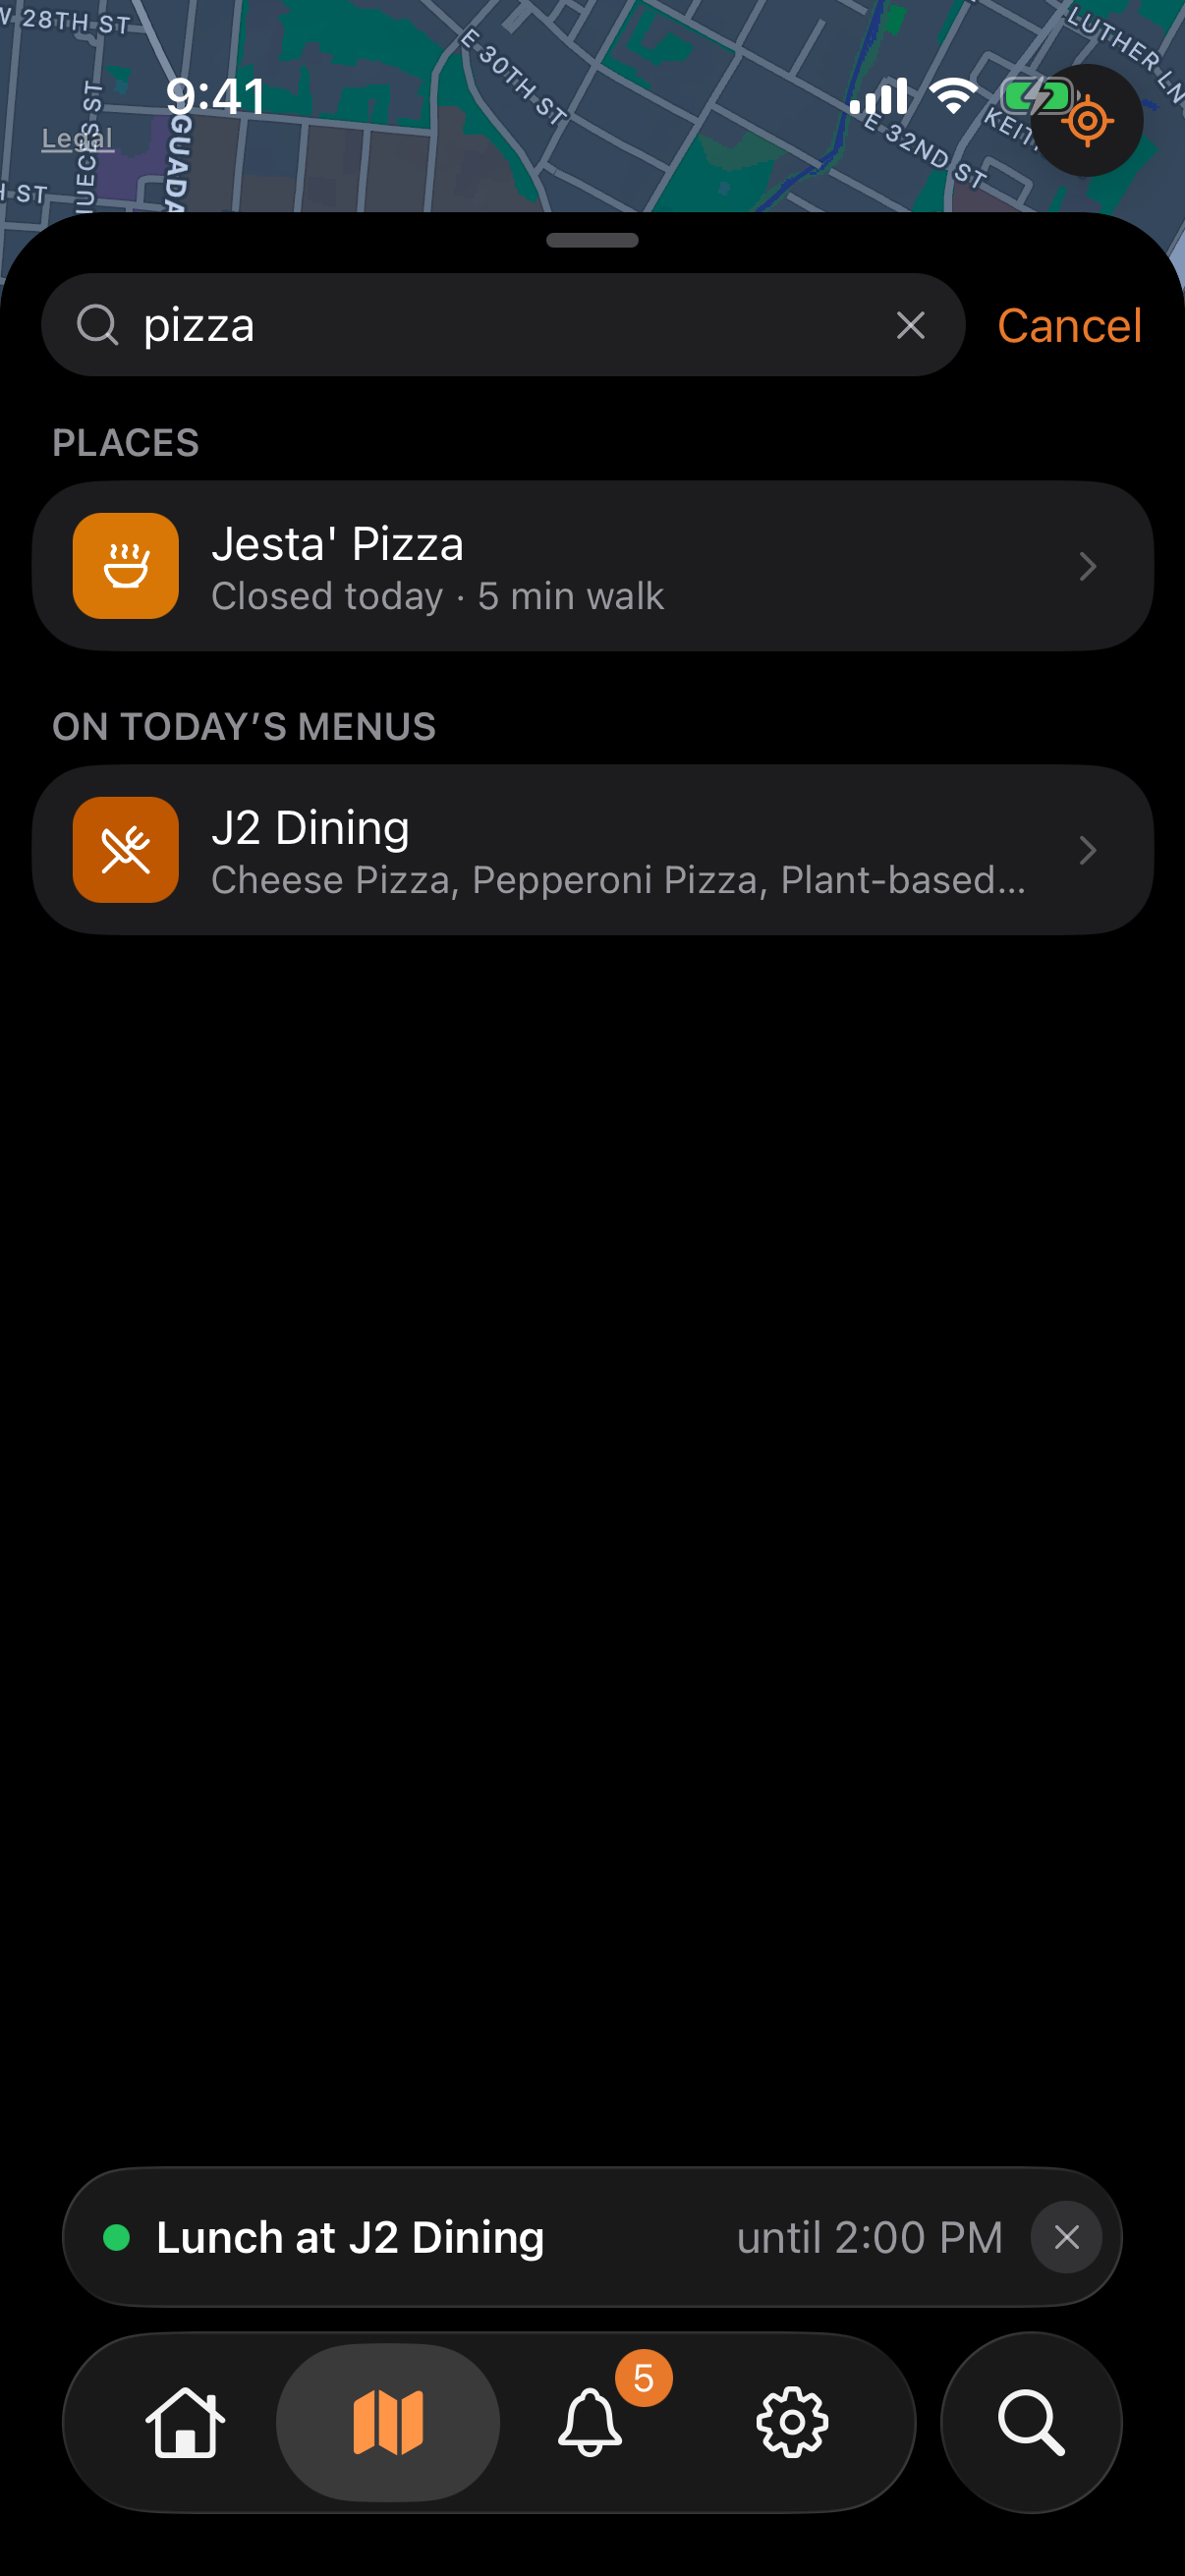 W 28TH ST
E 30TH ST
LUTHER LN
9:41
Legal
E 32ND ST
pizza
Cancel
PLACES
Jesta' Pizza
Closed today · 5 min walk
ON TODAY’S MENUS
J2 Dining
Cheese Pizza, Pepperoni Pizza, Plant-based...
Lunch at J2 Dining
until 2:00 PM
5